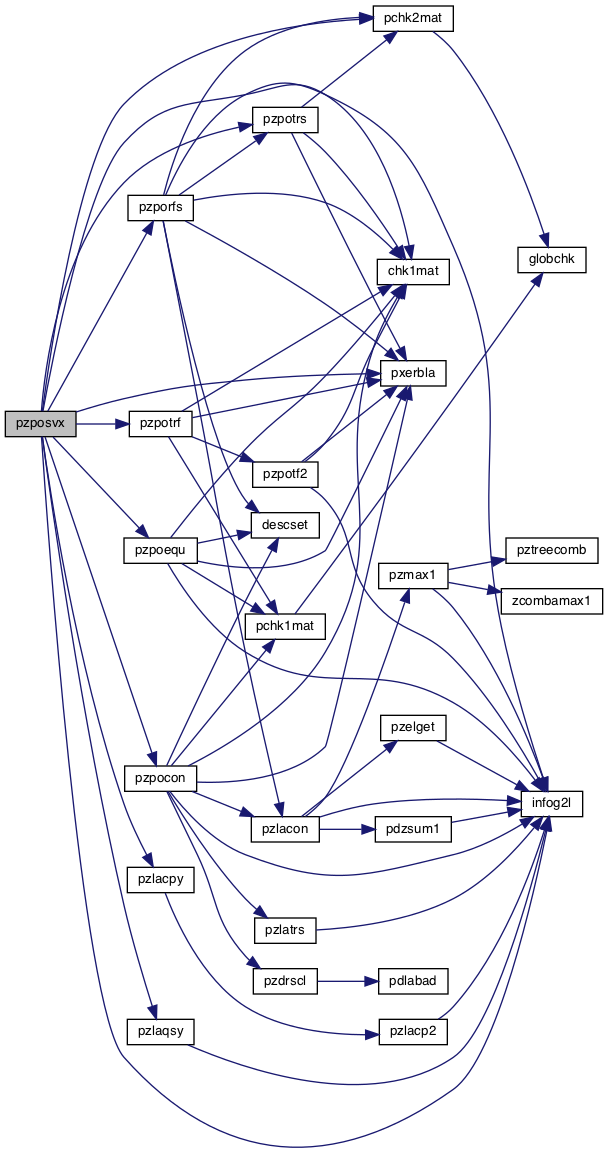 pchk2mat
pzpotrs
pzporfs
globchk
chk1mat
pxerbla
pzposvx
pzpotrf
pzpotf2
descset
pzpoequ
pztreecomb
pzmax1
zcombamax1
pchk1mat
pzelget
pzpocon
infog2l
pzlacon
pdzsum1
pzlacpy
pzlatrs
pzdrscl
pdlabad
pzlaqsy
pzlacp2